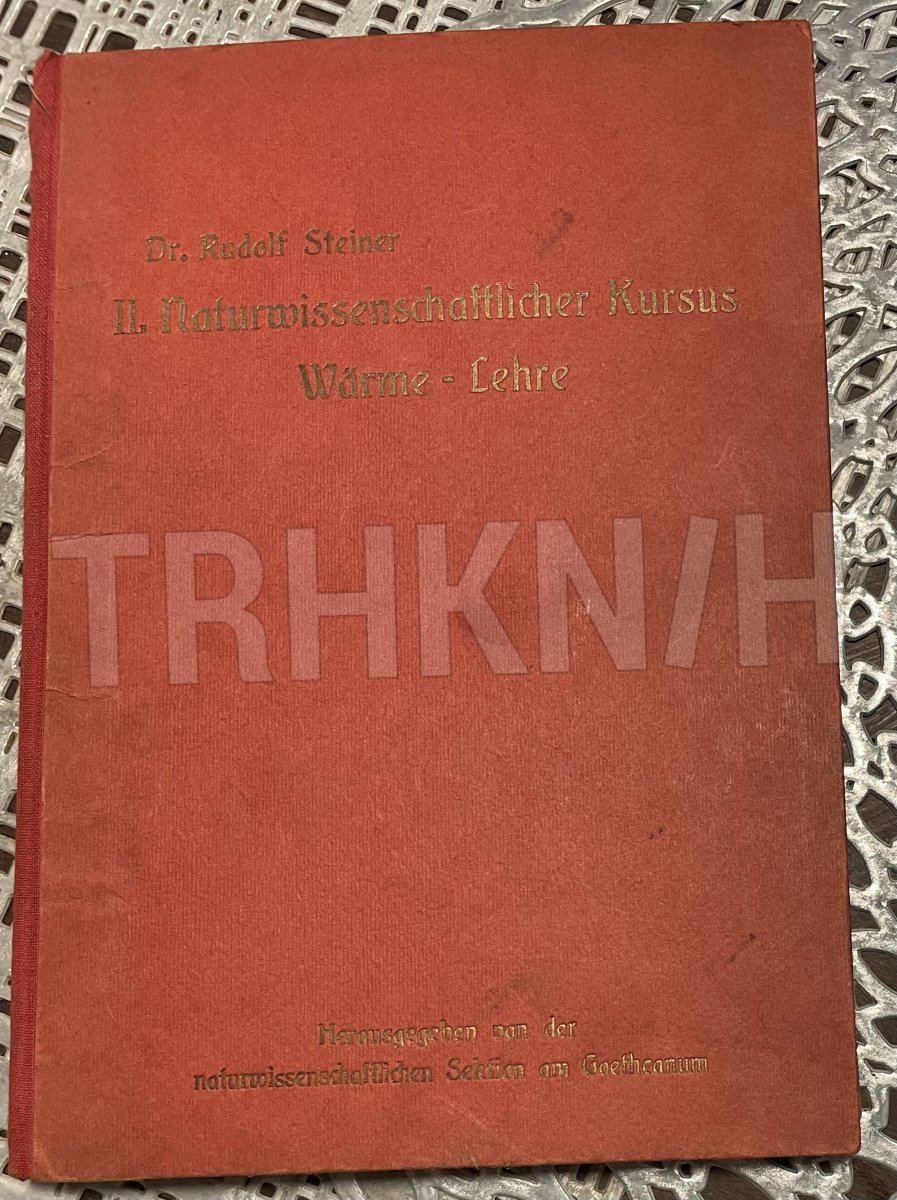 Dr. Rudolf Steiner
II. Naturwissenschaftlicher Kursus
Wärme - Lehre
TRHKN/H
Herausgegeben von der
naturwissenschaftlichen Sektion am Goetheanum